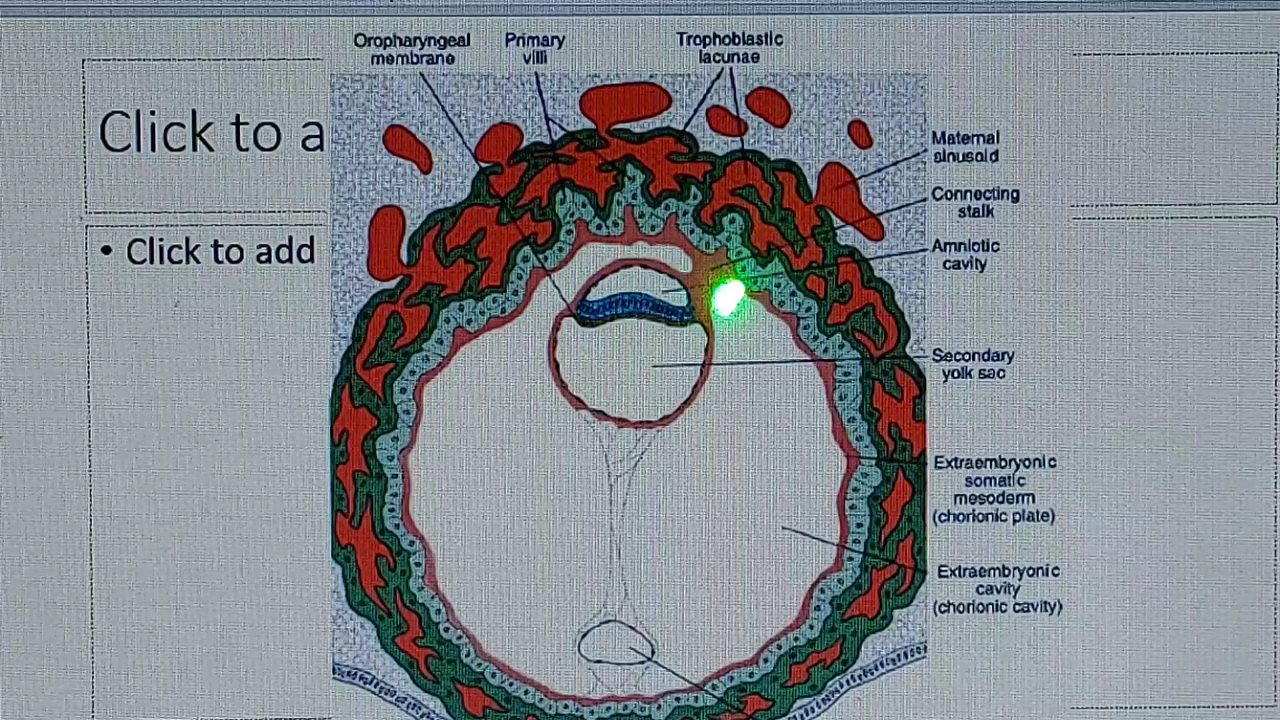 Oropharyngeal
membrane
Primary
villi
Trophoblastic
lacunae
Click to a
Maternal
sinusoid
Connecting
stalk
• Click to add
Amniotic
cavity
Secondary
yolk sac
Extraembryonic
somatic
mesoderm
(chorionic plate)
Extraembryonic
cavity
(chorionic cavity)